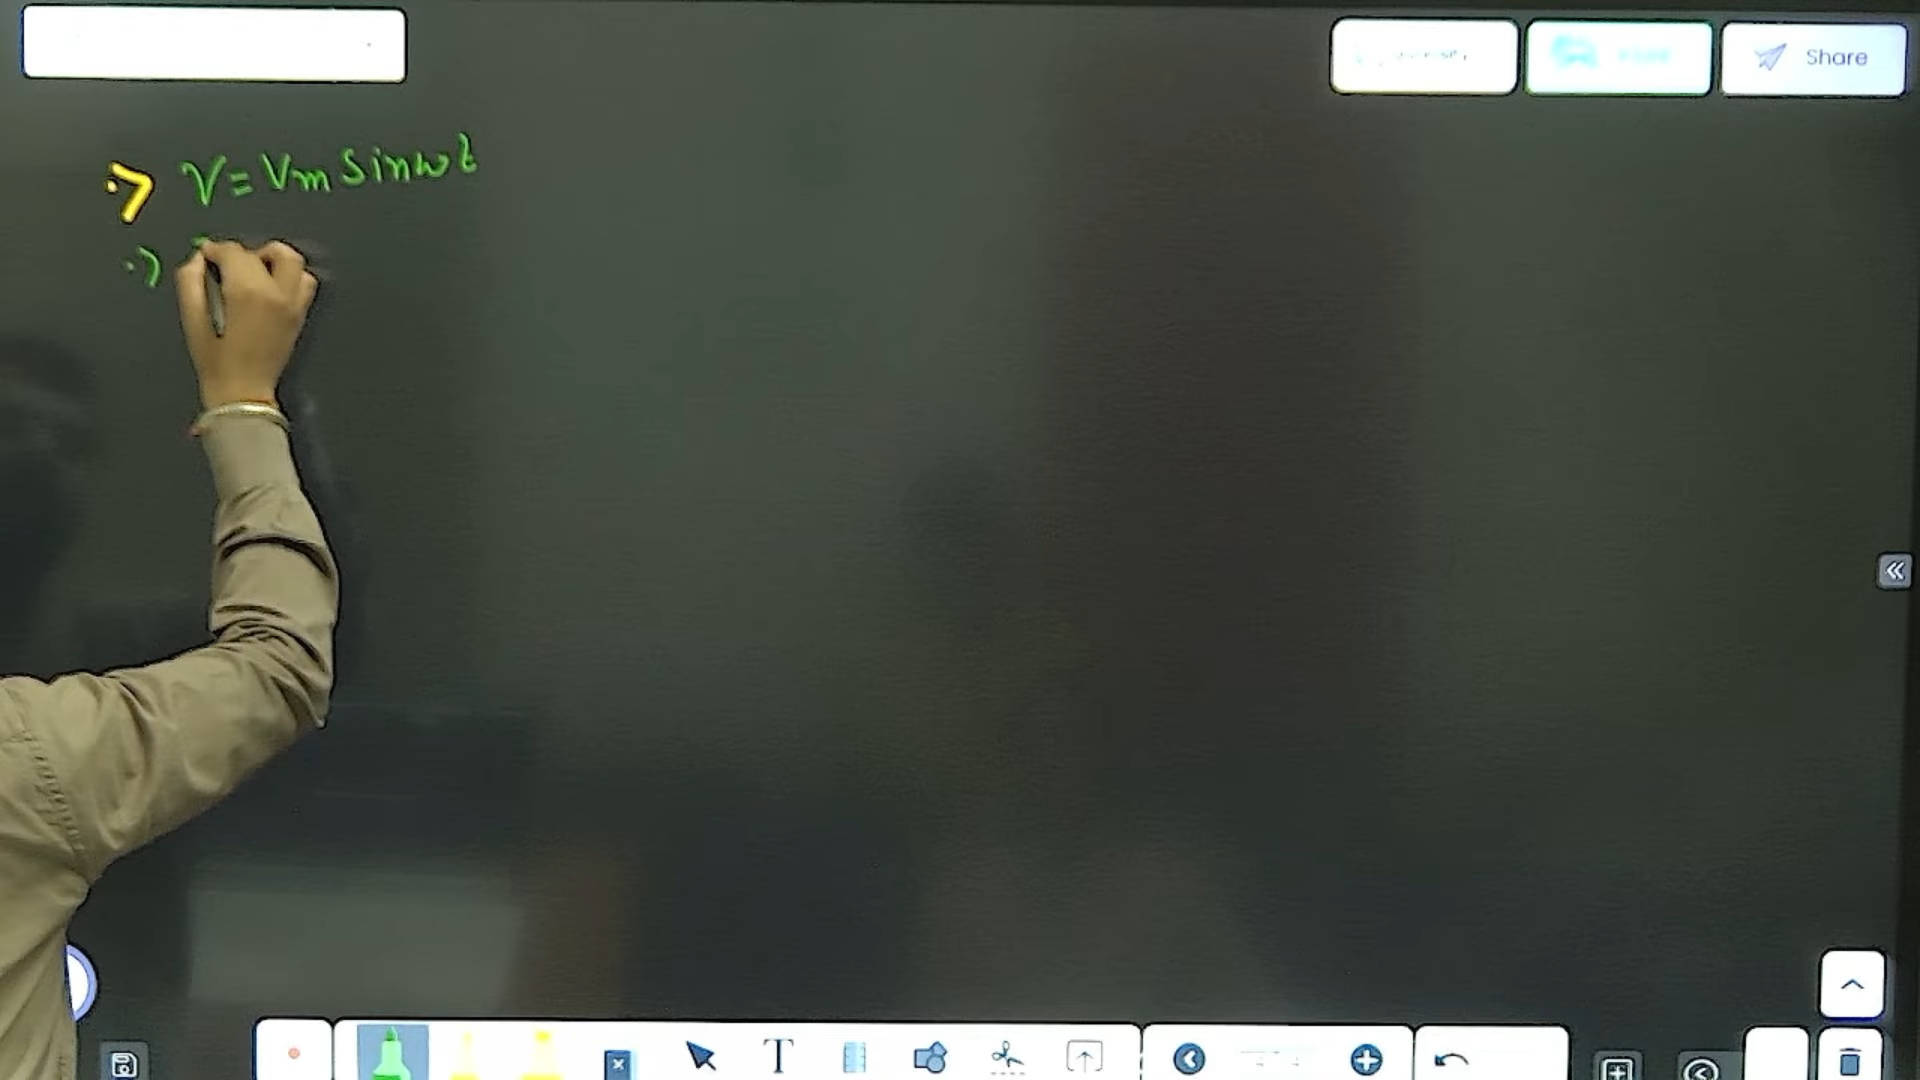 Share
·> V = Vm Sinωt
·>
T